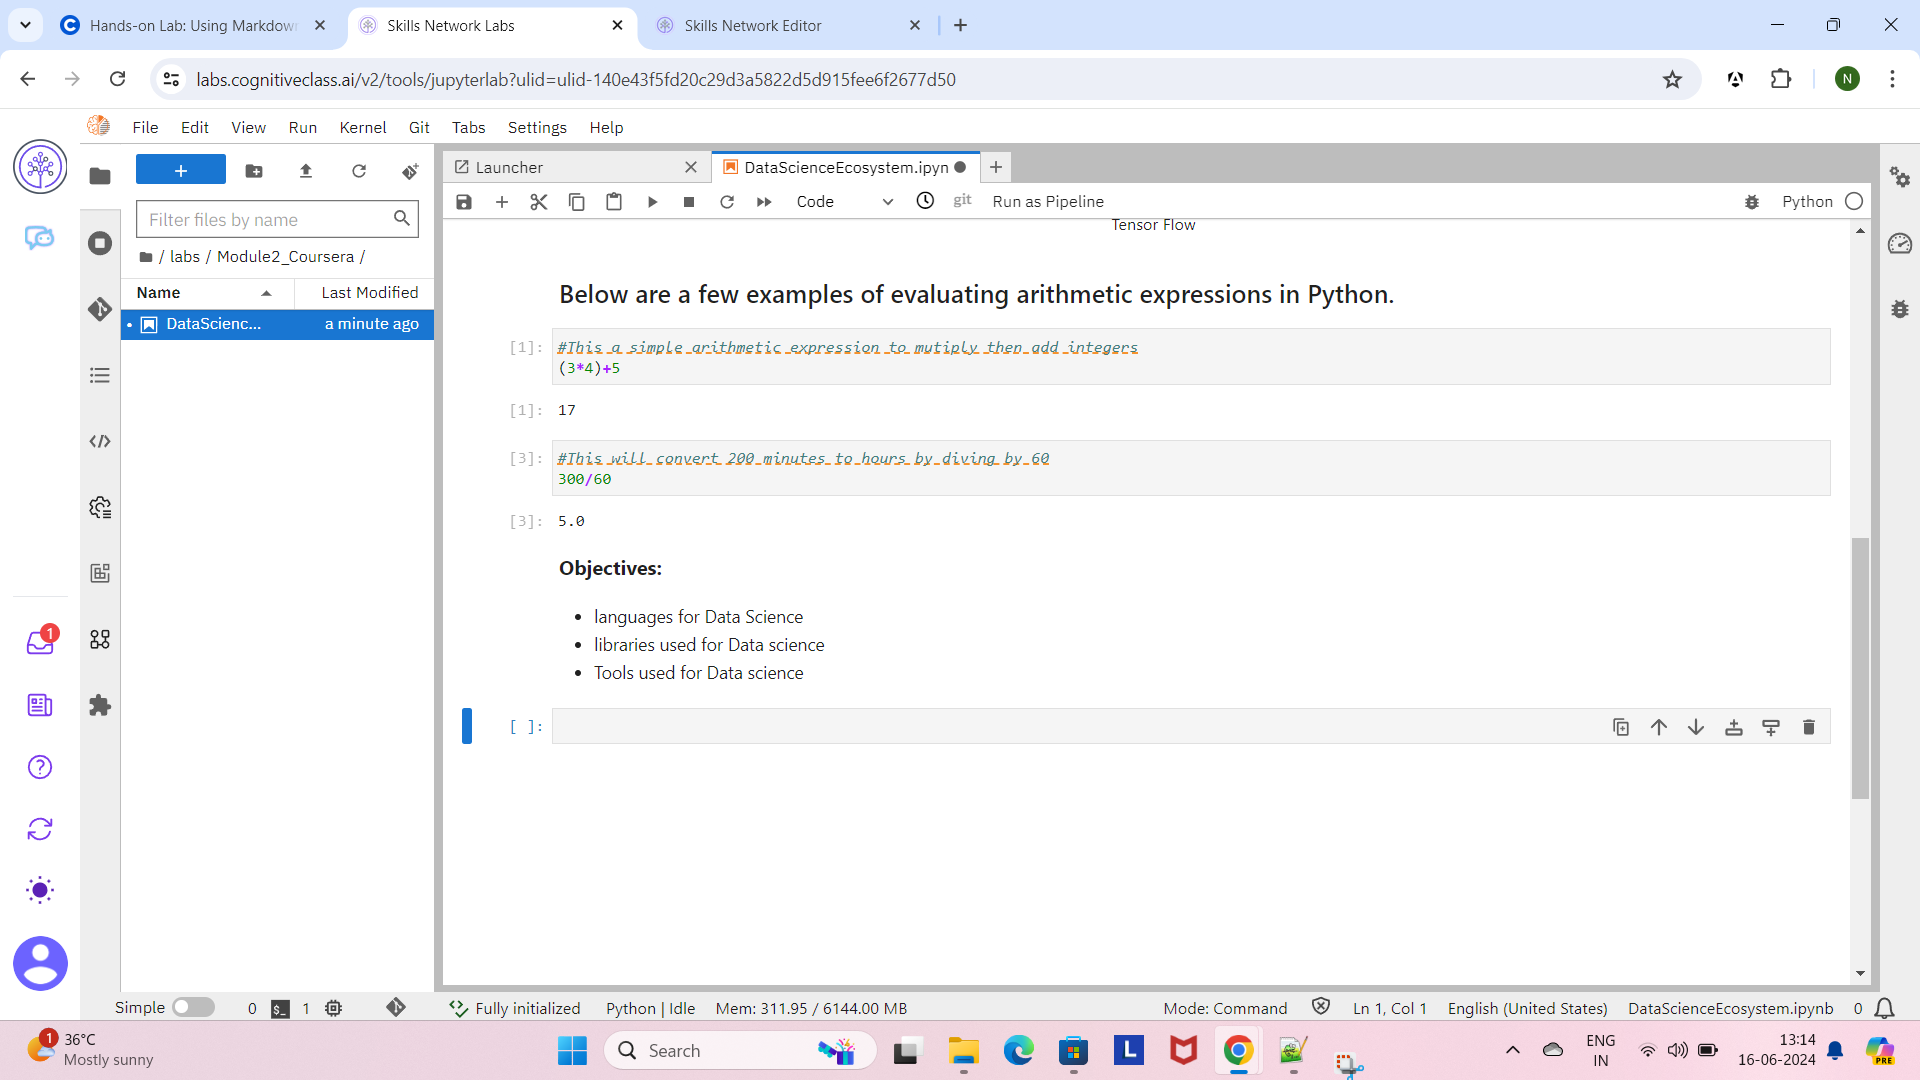 Hands-on Lab: Using Markdown
Skills Network Labs
Skills Network Editor
labs.cognitiveclass.ai/v2/tools/jupyterlab?ulid=ulid-140e43f5fd20c29d3a5822d5d915fee6f2677d50
N
File Edit View Run Kernel Git Tabs Settings Help
Launcher
DataScienceEcosystem.ipyn
Code
git
Run as Pipeline
Python
Filter files by name
/ labs / Module2_Coursera /
Name Last Modified
DataScienc... a minute ago
Tensor Flow
Below are a few examples of evaluating arithmetic expressions in Python.
[1]: #This a simple arithmetic expression to mutiply then add integers
(3*4)+5
[1]: 17
[3]: #This will convert 200 minutes to hours by diving by 60
300/60
[3]: 5.0
Objectives:
• languages for Data Science
• libraries used for Data science
• Tools used for Data science
[ ]:
1
Simple 0 $_ 1 Fully initialized Python | Idle Mem: 311.95 / 6144.00 MB Mode: Command Ln 1, Col 1 English (United States) DataScienceEcosystem.ipynb 0
1
36°C
Mostly sunny
Search
L
PRE
ENG
IN
13:14
16-06-2024